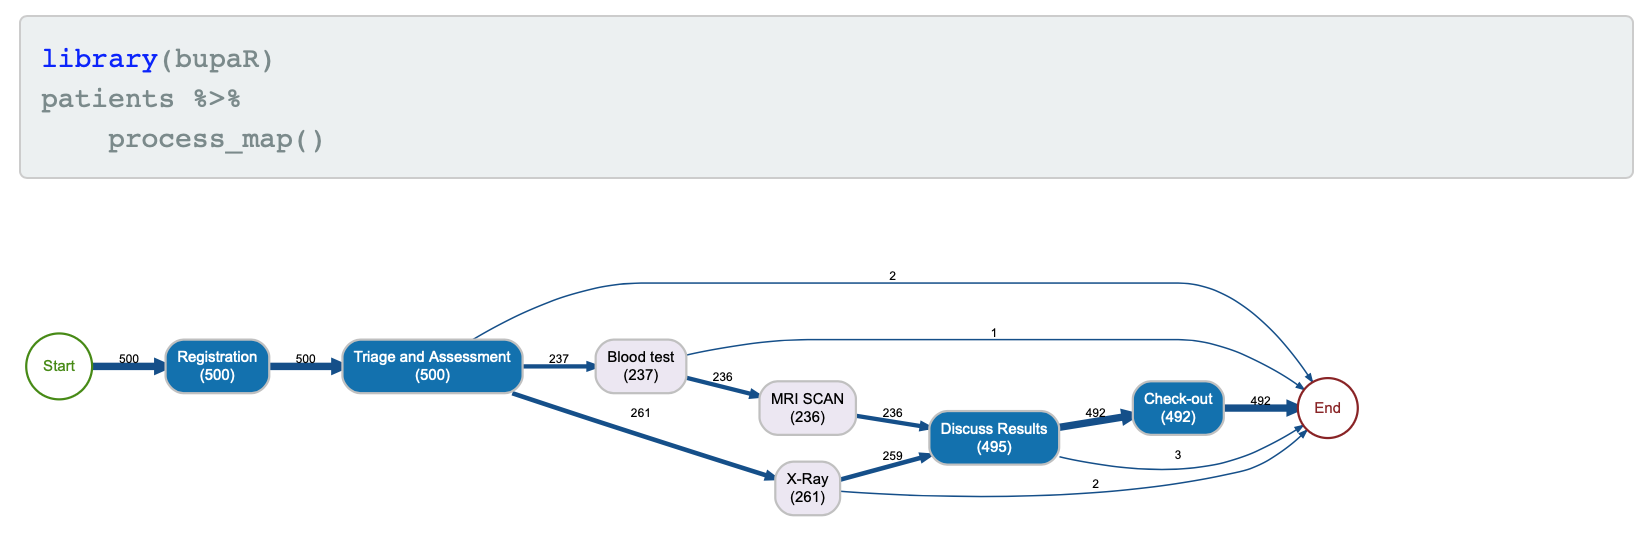 library(bupaR)
patients %>%
    process_map()
2
1
Start
500
Registration
(500)
500
Triage and Assessment
(500)
237
Blood test
(237)
236
MRI SCAN
(236)
236
261
X-Ray
(261)
259
Discuss Results
(495)
492
Check-out
(492)
492
End
3
2